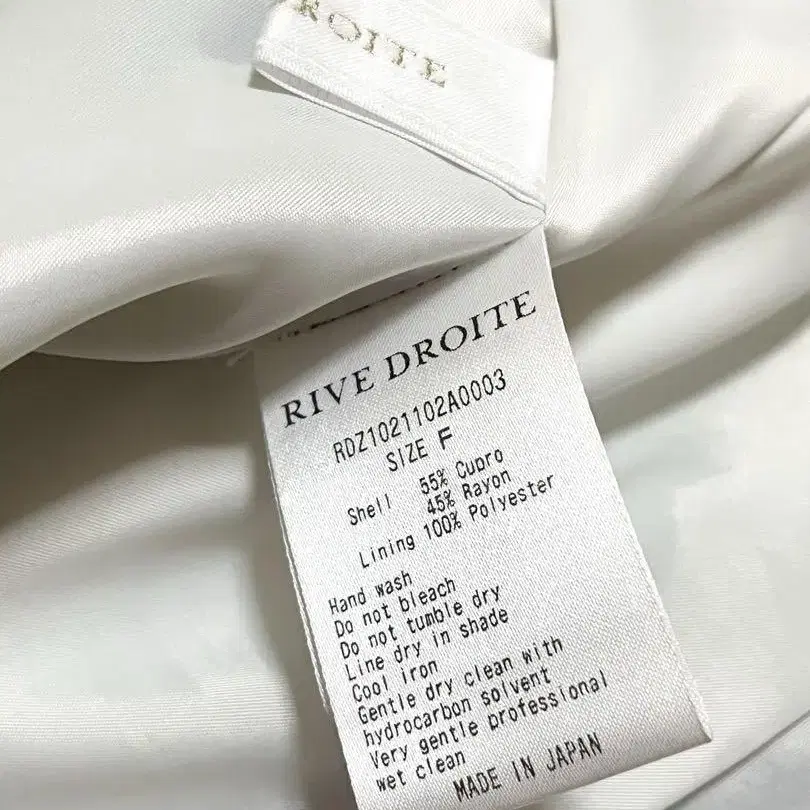 ROITE
RIVE DROITE
RDZ1021102A0003
SIZE F
Shell 55% Cupro
45% Rayon
Lining 100% Polyester
Hand wash
Do not bleach
Do not tumble dry
Line dry in shade
Cool iron
Gentle dry clean with
hydrocarbon solvent
Very gentle professional
wet clean
MADE IN JAPAN